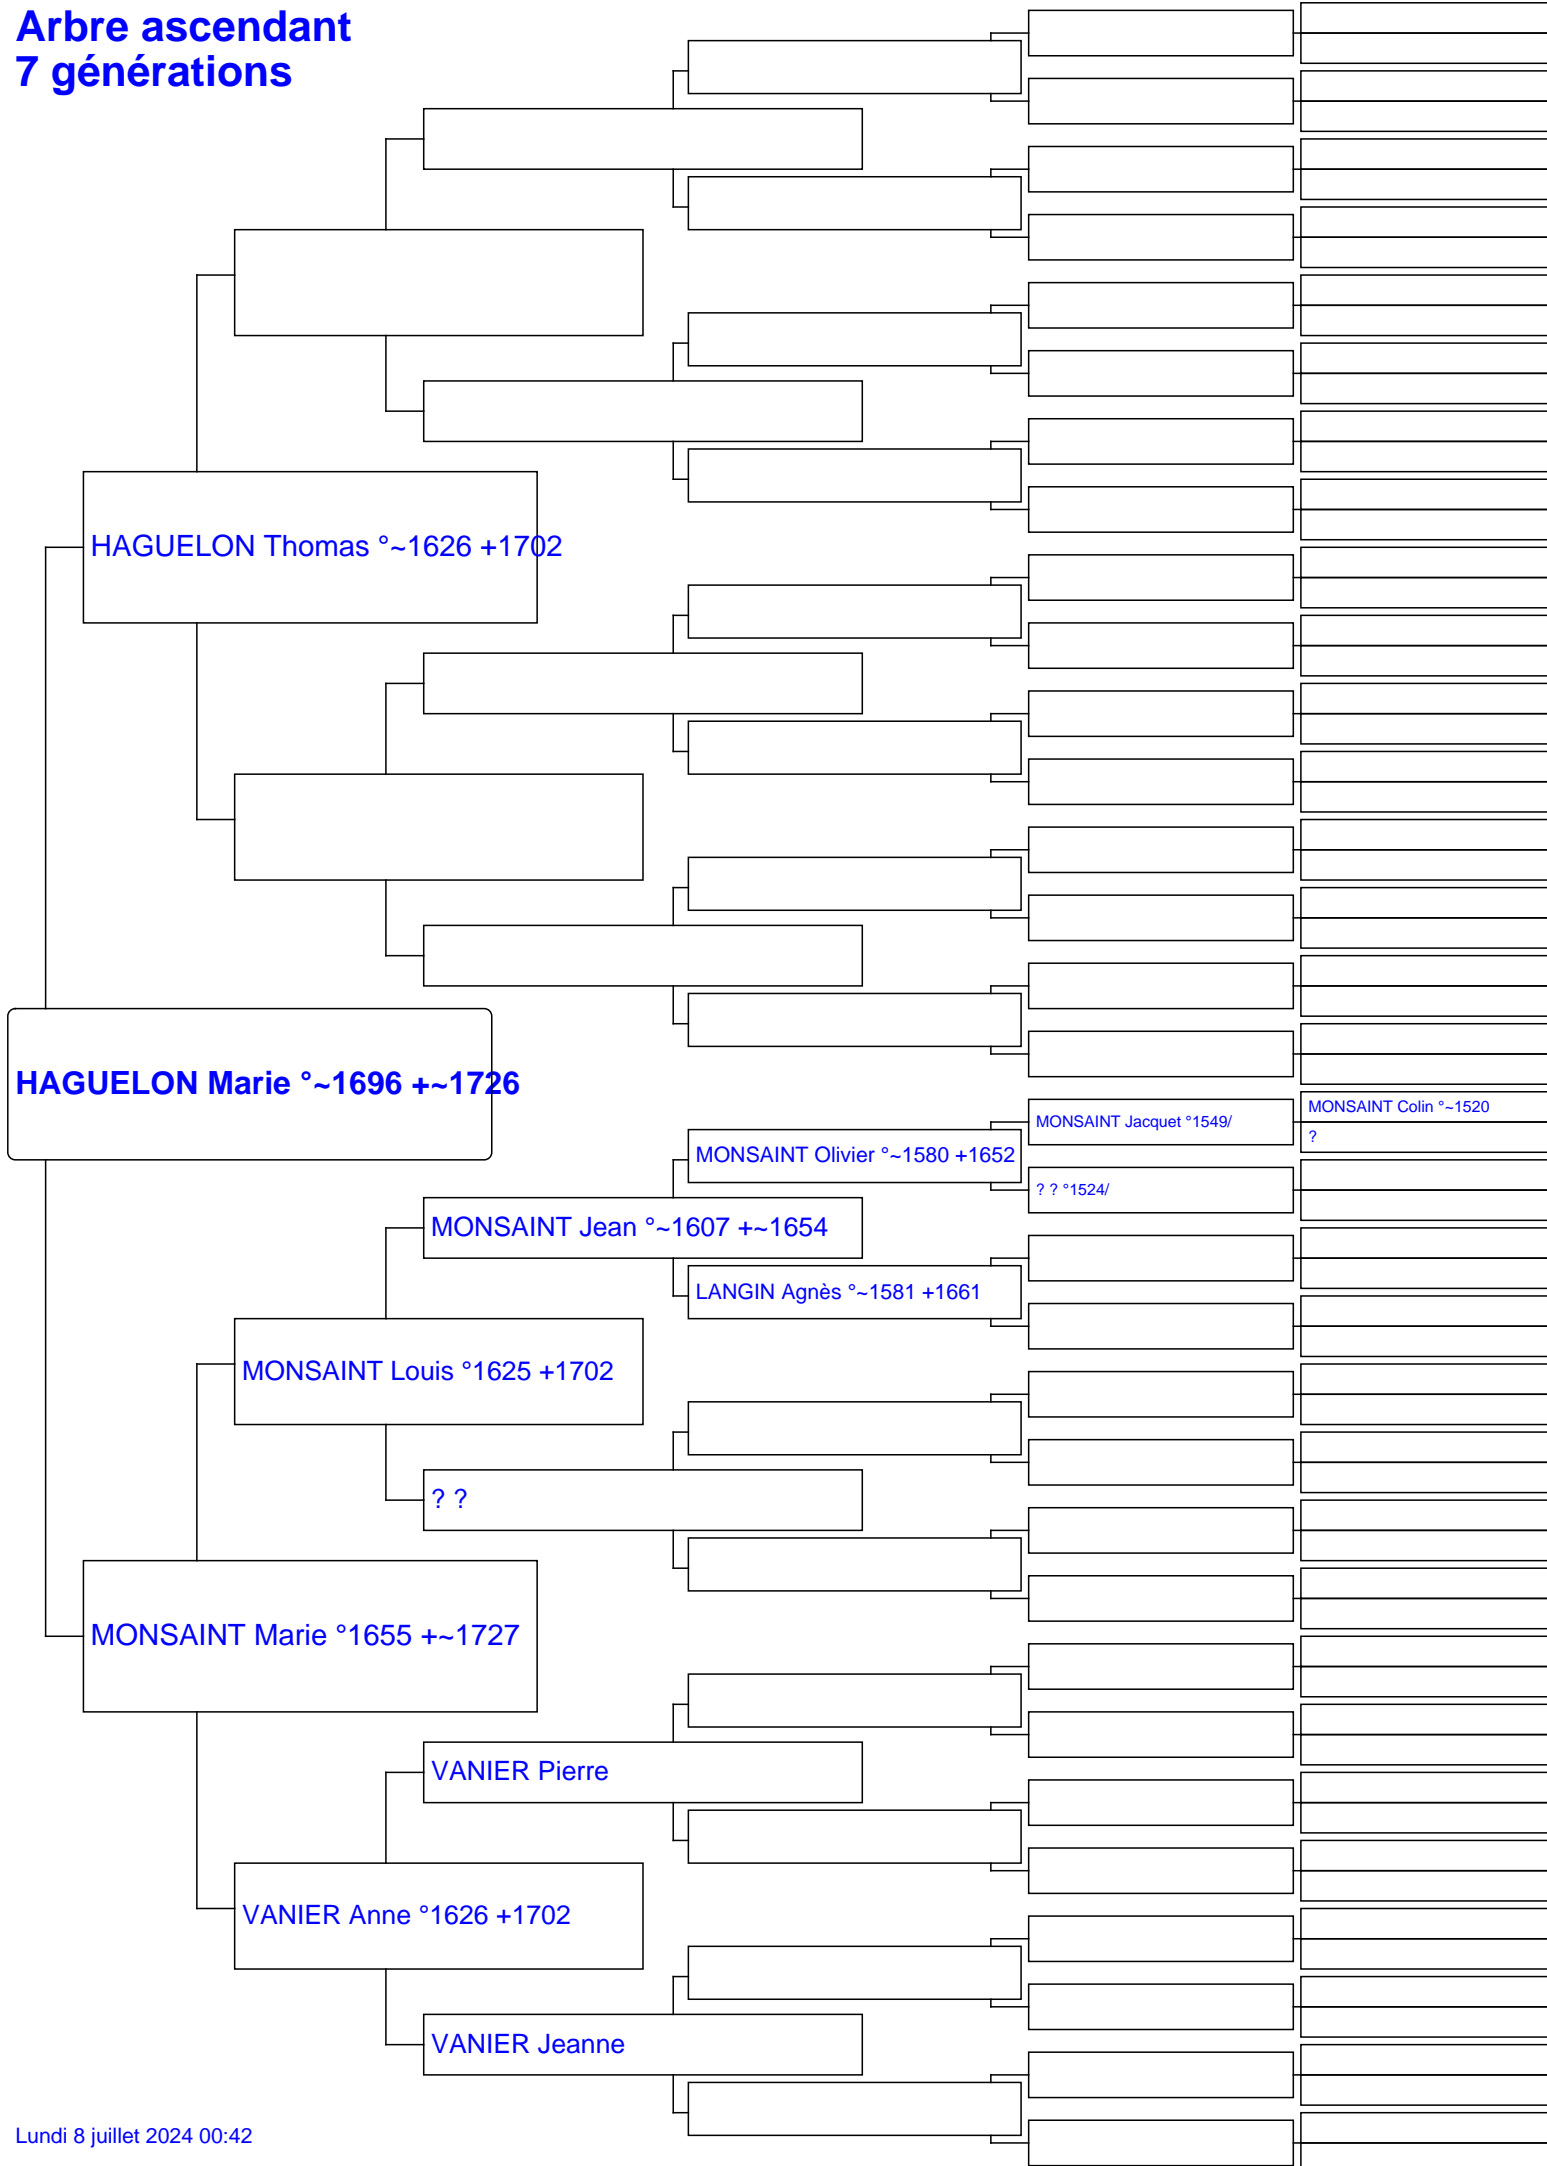 Arbre ascendant
7 générations
HAGUELON Thomas °~1626 +1702
HAGUELON Marie °~1696 +~1726
MONSAINT Colin °~1520
MONSAINT Jacquet °1549/
?
MONSAINT Olivier °~1580 +1652
? ? °1524/
MONSAINT Jean °~1607 +~1654
LANGIN Agnès °~1581 +1661
MONSAINT Louis °1625 +1702
? ?
MONSAINT Marie °1655 +~1727
VANIER Pierre
VANIER Anne °1626 +1702
VANIER Jeanne
Lundi 8 juillet 2024 00:42